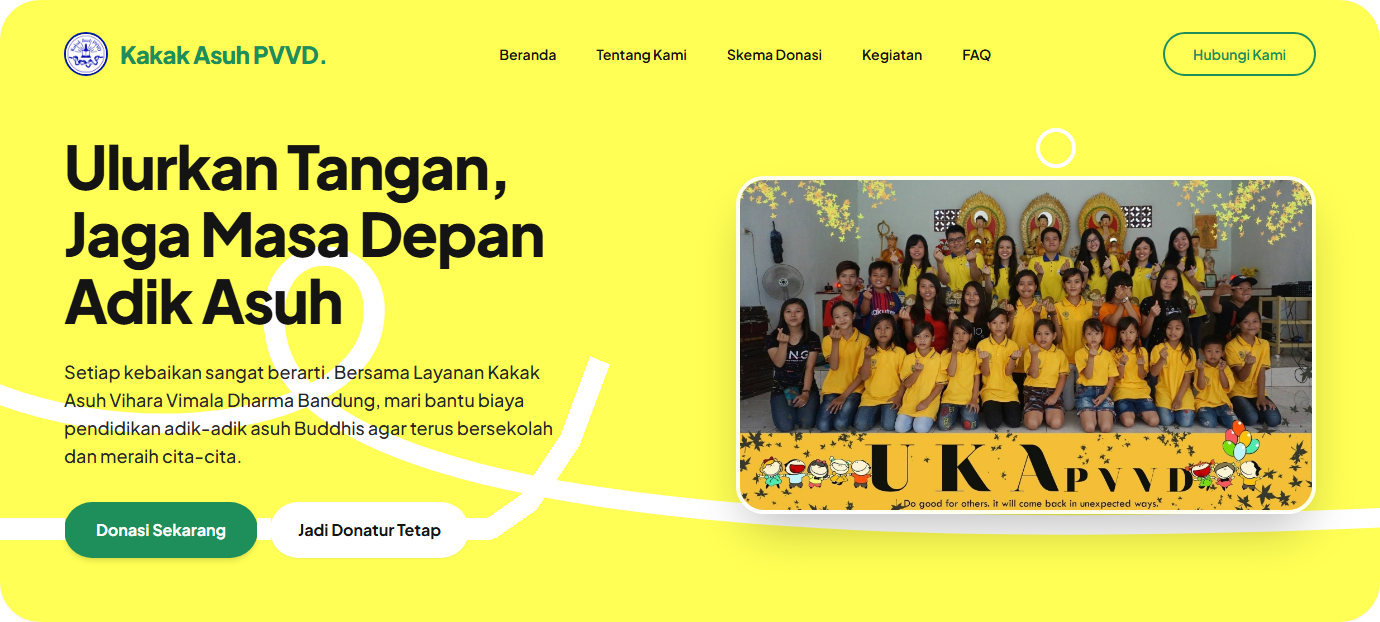 Kakak Asuh PVVD
Kakak Asuh PVVD.
Beranda
Tentang Kami
Skema Donasi
Kegiatan
FAQ
Hubungi Kami
Ulurkan Tangan,
Jaga Masa Depan
Adik Asuh
Setiap kebaikan sangat berarti. Bersama Layanan Kakak
Asuh Vihara Vimala Dharma Bandung, mari bantu biaya
pendidikan adik-adik asuh Buddhis agar terus bersekolah
dan meraih cita-cita.
Donasi Sekarang
Jadi Donatur Tetap
UKA PVVD
Do good for others. it will come back in unexpected ways."